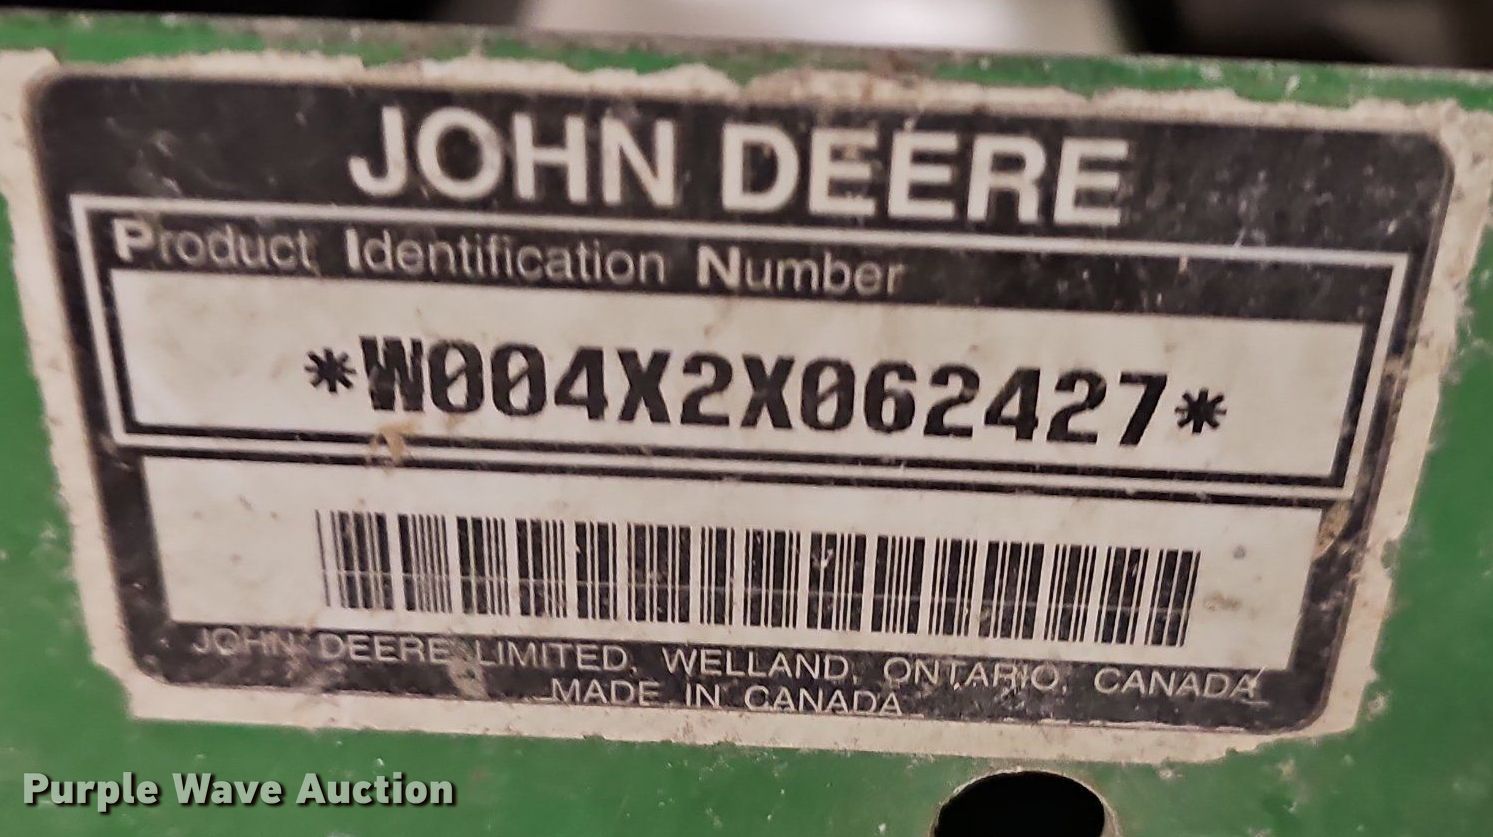 JOHN DEERE
Product Identification Number
*W004X2X062427*
JOHN DEERE LIMITED, WELLAND, ONTARIO, CANADA
MADE IN CANADA
Purple Wave Auction